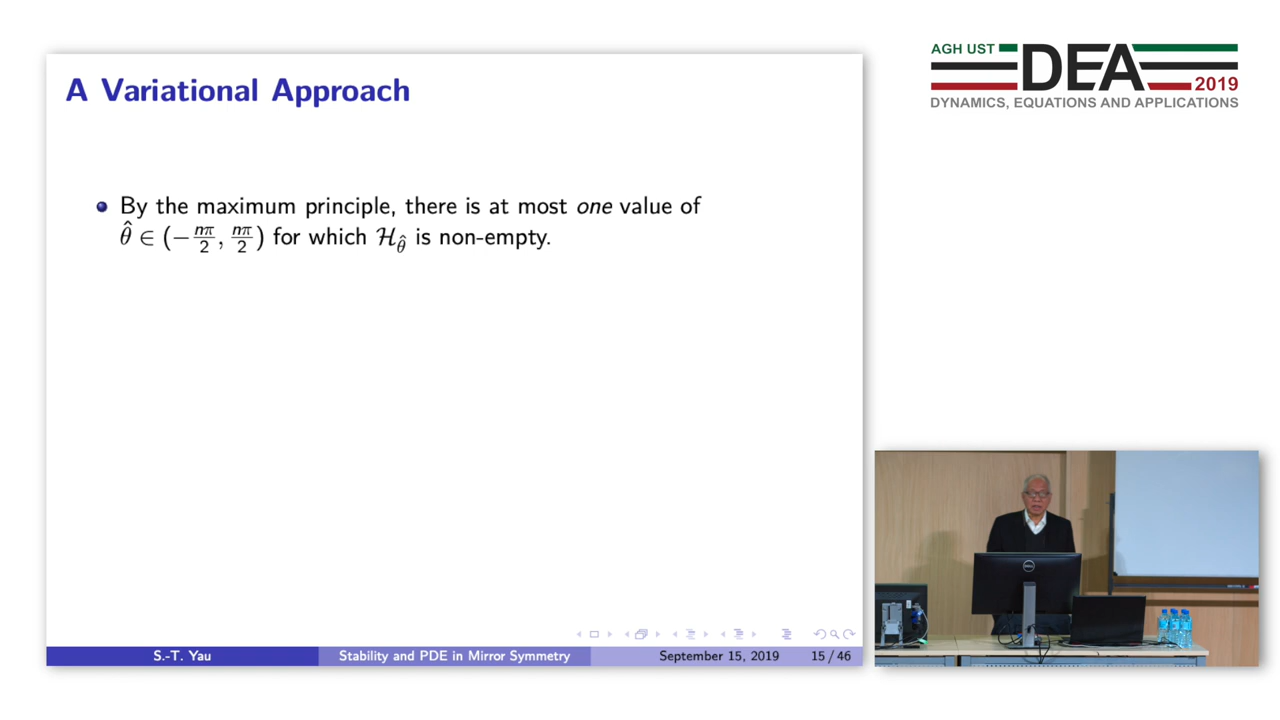 A Variational Approach
By the maximum principle, there is at most one value of
θ̂ ∈ (−nπ/2, nπ/2) for which ℋ_θ̂ is non-empty.
S.-T. Yau
Stability and PDE in Mirror Symmetry
September 15, 2019
15 / 46
AGH UST
DEA
2019
DYNAMICS, EQUATIONS AND APPLICATIONS
DELL